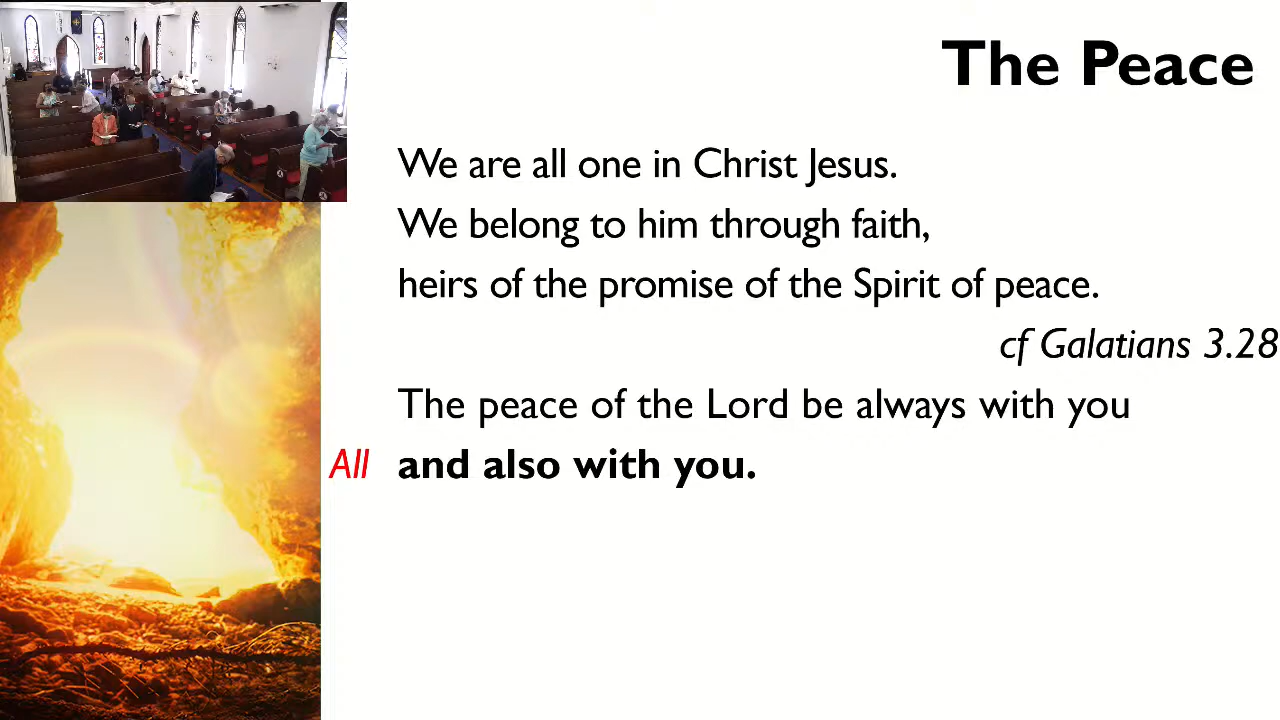 The Peace
We are all one in Christ Jesus.
We belong to him through faith,
heirs of the promise of the Spirit of peace.
cf Galatians 3.28
The peace of the Lord be always with you
All and also with you.